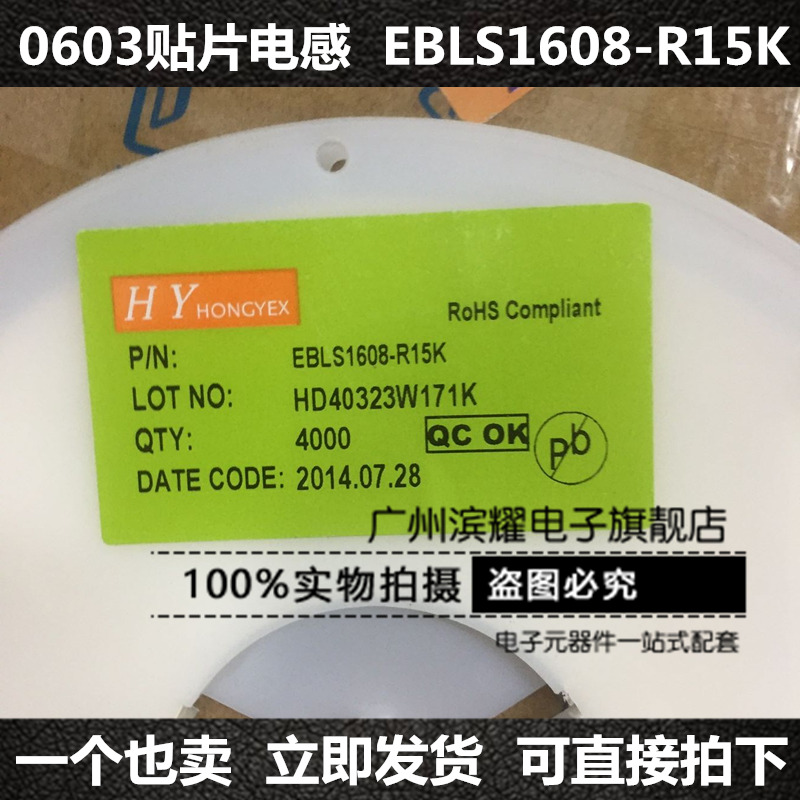 0603贴片电感 EBLS1608-R15K
HY HONGYEX
RoHS Compliant
P/N: EBLS1608-R15K
LOT NO: HD40323W171K
QTY: 4000 QC OK Pb
DATE CODE: 2014.07.28
广州滨耀电子旗舰店
100%实物拍摄 盗图必究
电子元器件一站式配套
一个也卖 立即发货 可直接拍下